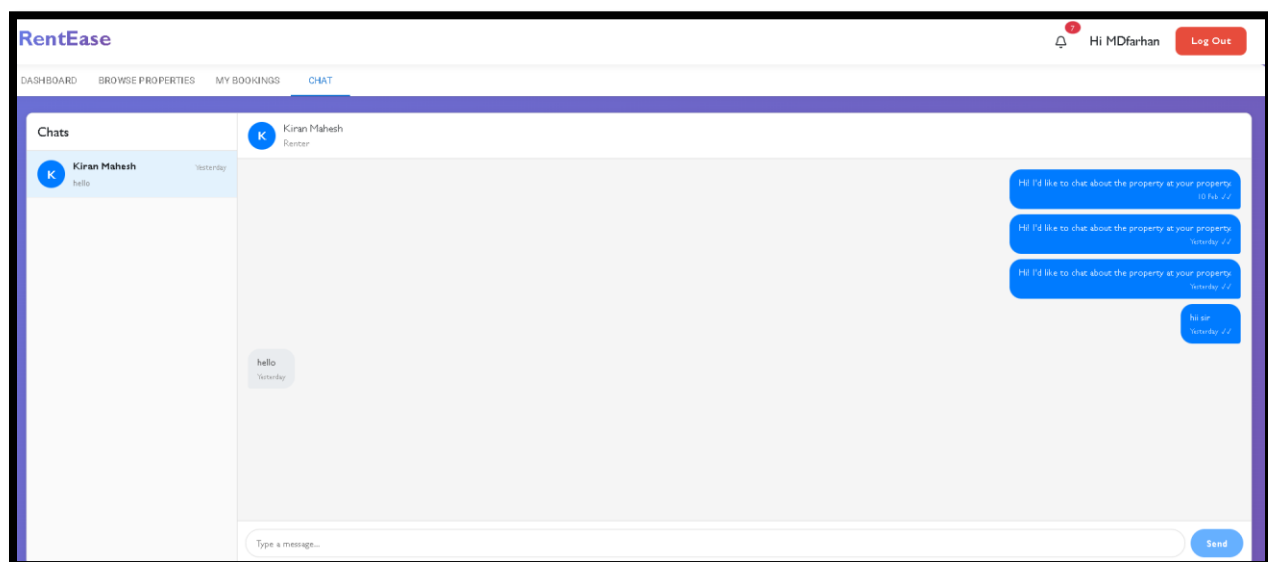 RentEase
7
Hi MDfarhan
Log Out
DASHBOARD BROWSE PROPERTIES MY BOOKINGS CHAT
Chats
K
Kiran Mahesh
Yesterday
hello
K
Kiran Mahesh
Renter
Hi! I'd like to chat about the property at your property.
10 Feb ✓✓
Hi! I'd like to chat about the property at your property.
Yesterday ✓✓
Hi! I'd like to chat about the property at your property.
Yesterday ✓✓
hii sir
Yesterday ✓✓
hello
Yesterday
Type a message...
Send